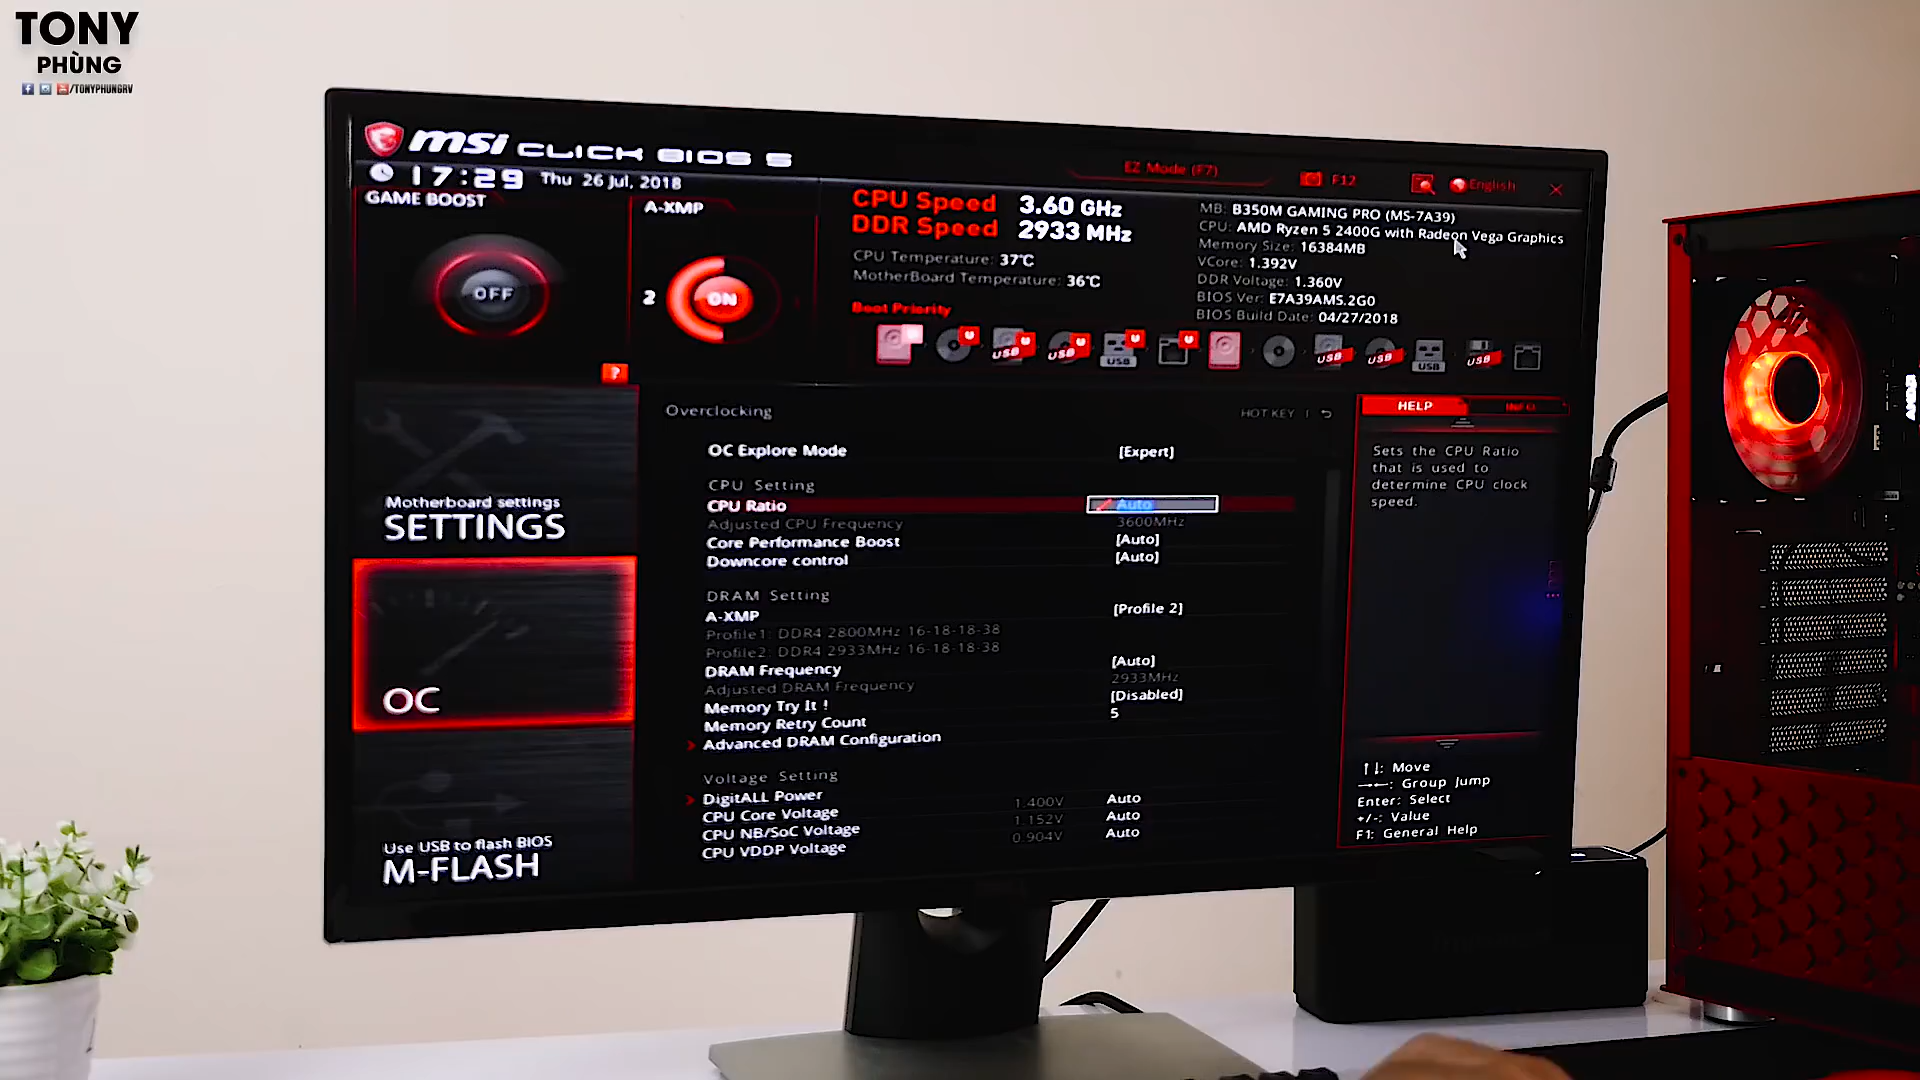 TONY
PHÙNG
/TONYPHUNGRV
msi CLICK BIOS 5
17:29 Thu 26 Jul, 2018
EZ Mode (F7)
F12
English
GAME BOOST
OFF
A-XMP
2
ON
CPU Speed 3.60 GHz
DDR Speed 2933 MHz
CPU Temperature: 37°C
MotherBoard Temperature: 36°C
MB: B350M GAMING PRO (MS-7A39)
CPU: AMD Ryzen 5 2400G with Radeon Vega Graphics
Memory Size: 16384MB
VCore: 1.392V
DDR Voltage: 1.360V
BIOS Ver: E7A39AMS.2G0
BIOS Build Date: 04/27/2018
Boot Priority
USB
USB
USB
USB
USB
USB
USB
?
Motherboard settings
SETTINGS
OC
Use USB to flash BIOS
M-FLASH
Overclocking
HOT KEY
OC Explore Mode [Expert]
CPU Setting
CPU Ratio Auto
Adjusted CPU Frequency 3600MHz
Core Performance Boost [Auto]
Downcore control [Auto]
DRAM Setting
A-XMP [Profile 2]
Profile1: DDR4 2800MHz 16-18-18-38
Profile2: DDR4 2933MHz 16-18-18-38
DRAM Frequency [Auto]
Adjusted DRAM Frequency 2933MHz
Memory Try It ! [Disabled]
Memory Retry Count 5
Advanced DRAM Configuration
Voltage Setting
DigitALL Power
CPU Core Voltage 1.400V Auto
CPU NB/SoC Voltage 1.152V Auto
CPU VDDP Voltage 0.904V Auto
HELP
INFO
Sets the CPU Ratio
that is used to
determine CPU clock
speed.
↑↓: Move
→←: Group Jump
Enter: Select
+/-: Value
F1: General Help
AMD